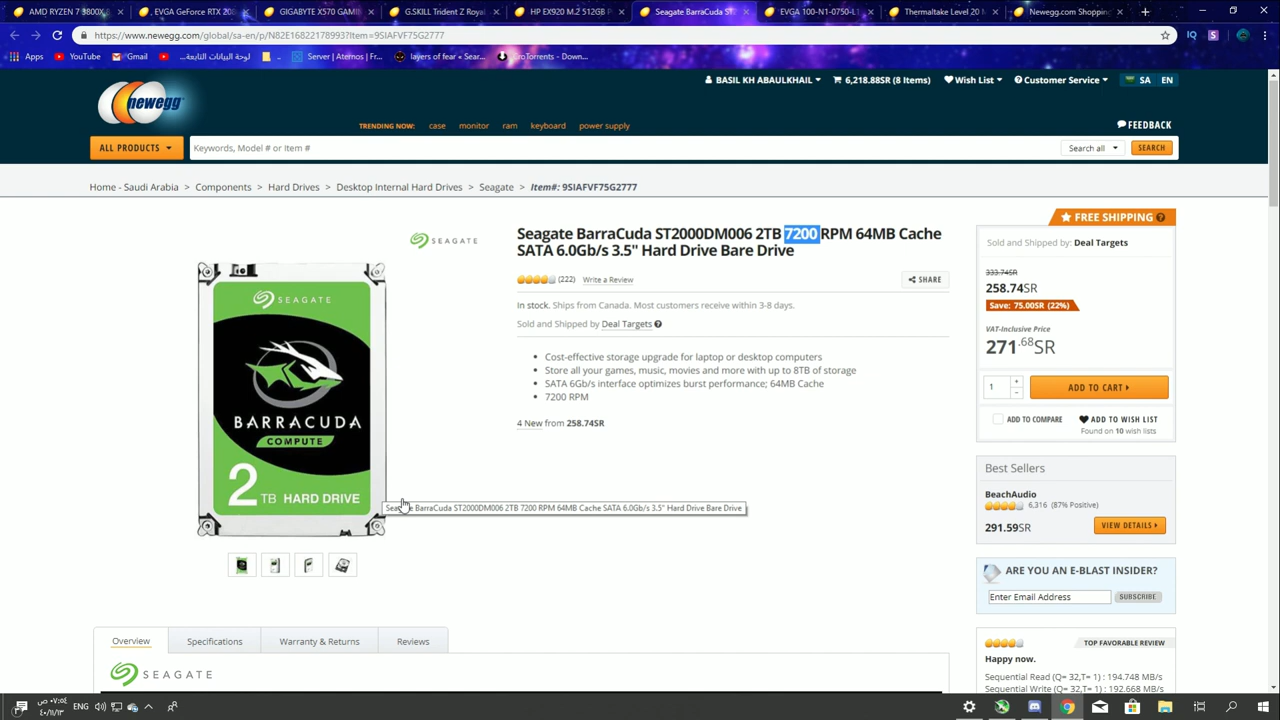 AMD RYZEN 7 3800X 8
EVGA GeForce RTX 208
GIGABYTE X570 GAMI
G.SKILL Trident Z Royal
HP EX920 M.2 512GB P
Seagate BarraCuda ST
EVGA 100-N1-0750-L1
Thermaltake Level 20 M
Newegg.com Shopping
https://www.newegg.com/global/sa-en/p/N82E16822178993?Item=9SIAFVF75G2777
Apps
YouTube
Gmail
لوحة البيانات التابعة...
Server | Aternos | Fr...
layers of fear « Sear...
CroTorrents - Down...
newegg
BASIL KH ABAULKHAIL
6,218.88SR (8 Items)
Wish List
Customer Service
SA
EN
TRENDING NOW: case monitor ram keyboard power supply
FEEDBACK
ALL PRODUCTS
Keywords, Model # or Item #
Search all
SEARCH
Home - Saudi Arabia > Components > Hard Drives > Desktop Internal Hard Drives > Seagate > Item#: 9SIAFVF75G2777
SEAGATE
SEAGATE
BARRACUDA
COMPUTE
2 TB HARD DRIVE
Seagate BarraCuda ST2000DM006 2TB 7200 RPM 64MB Cache
SATA 6.0Gb/s 3.5" Hard Drive Bare Drive
(222) Write a Review
SHARE
In stock. Ships from Canada. Most customers receive within 3-8 days.
Sold and Shipped by Deal Targets
Cost-effective storage upgrade for laptop or desktop computers
Store all your games, music, movies and more with up to 8TB of storage
SATA 6Gb/s interface optimizes burst performance; 64MB Cache
7200 RPM
4 New from 258.74SR
BarraCuda ST2000DM006 2TB 7200 RPM 64MB Cache SATA 6.0Gb/s 3.5" Hard Drive Bare Drive
FREE SHIPPING
Sold and Shipped by: Deal Targets
333.74SR
258.74SR
Save: 75.00SR (22%)
VAT-Inclusive Price
271.68SR
1
ADD TO CART
ADD TO COMPARE
ADD TO WISH LIST
Found on 10 wish lists
Best Sellers
BeachAudio
6,316 (87% Positive)
291.59SR
VIEW DETAILS
ARE YOU AN E-BLAST INSIDER?
Enter Email Address
SUBSCRIBE
TOP FAVORABLE REVIEW
Happy now.
Sequential Read (Q= 32,T= 1) : 194.748 MB/s
Sequential Write (Q= 32,T= 1) : 192.668 MB/s
Overview
Specifications
Warranty & Returns
Reviews
SEAGATE
ENG